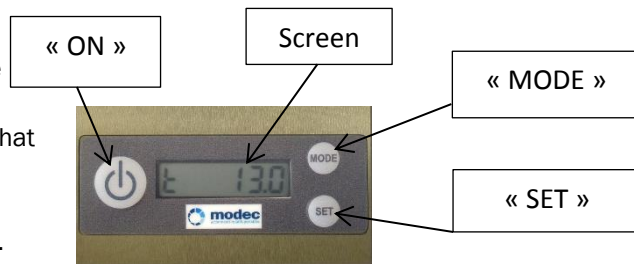 « ON »
Screen
« MODE »
hat
t 13.0
MODE
SET
modec
« SET »
.